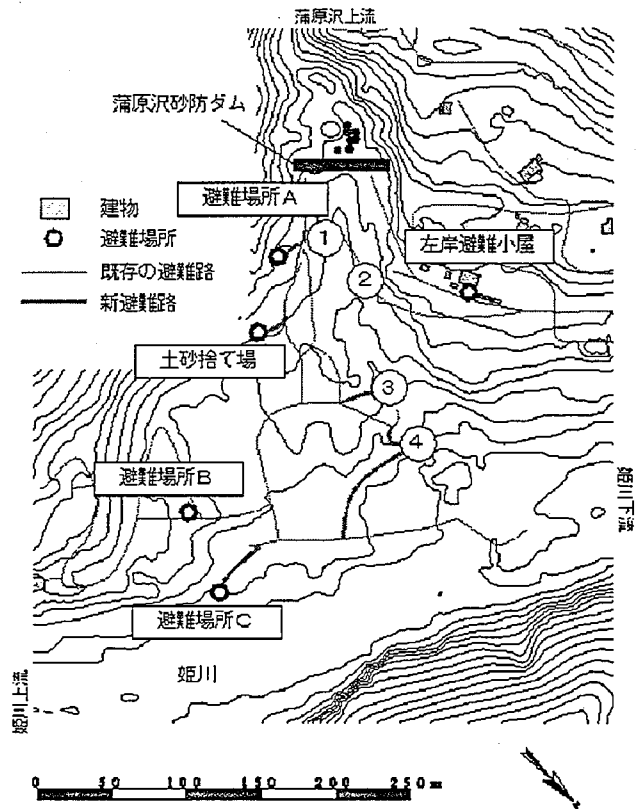 蒲原沢上流
蒲原沢砂防ダム
避難場所A
建物
避難場所
既存の避難路
新避難路
左岸避難小屋
①
②
土砂捨て場
③
④
避難場所B
姫川下流
避難場所C
姫川
姫川上流
0 50 100 150 200 250m